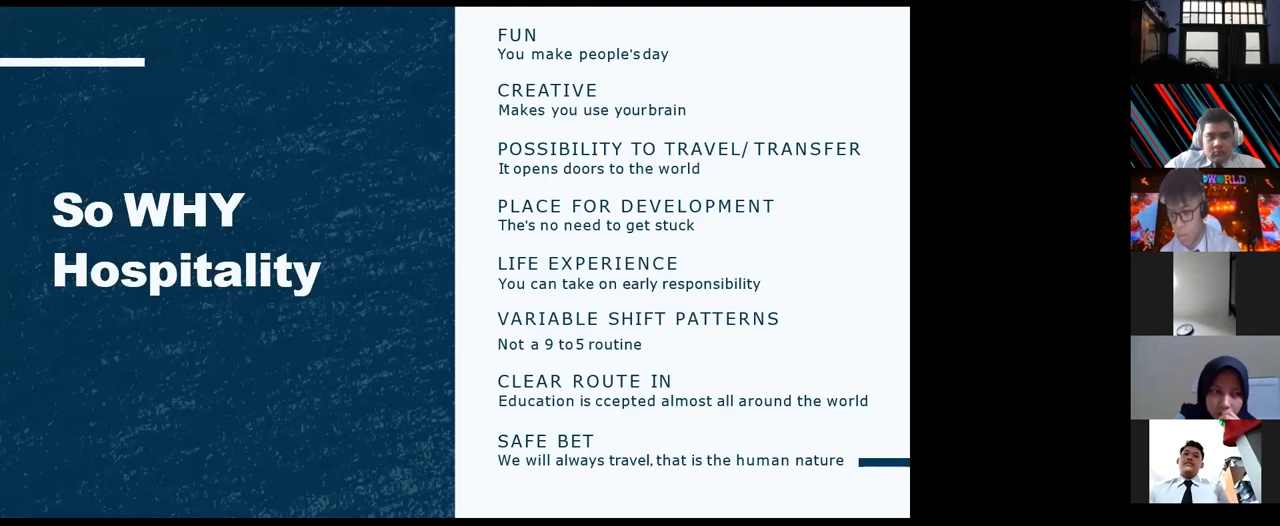 So WHY
Hospitality
FUN
You make people's day
CREATIVE
Makes you use yourbrain
POSSIBILITY TO TRAVEL/ TRANSFER
It opens doors to the world
PLACE FOR DEVELOPMENT
The's no need to get stuck
LIFE EXPERIENCE
You can take on early responsibility
VARIABLE SHIFT PATTERNS
Not a 9 to 5 routine
CLEAR ROUTE IN
Education is ccepted almost all around the world
SAFE BET
We will always travel, that is the human nature
WORLD